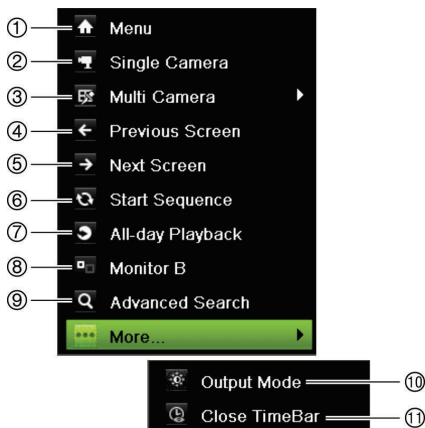 ① Menu
② Single Camera
③ Multi Camera
④ Previous Screen
⑤ Next Screen
⑥ Start Sequence
⑦ All-day Playback
⑧ Monitor B
⑨ Advanced Search
More...
Output Mode ⑩
Close TimeBar ⑪